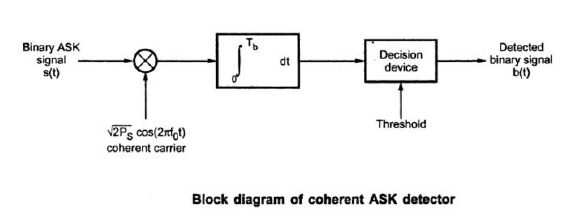 Binary ASK
signal
s(t)
T_b
∫
0
dt
Decision
device
Detected
binary signal
b(t)
√2P_S cos(2πf_0t)
coherent carrier
Threshold
Block diagram of coherent ASK detector